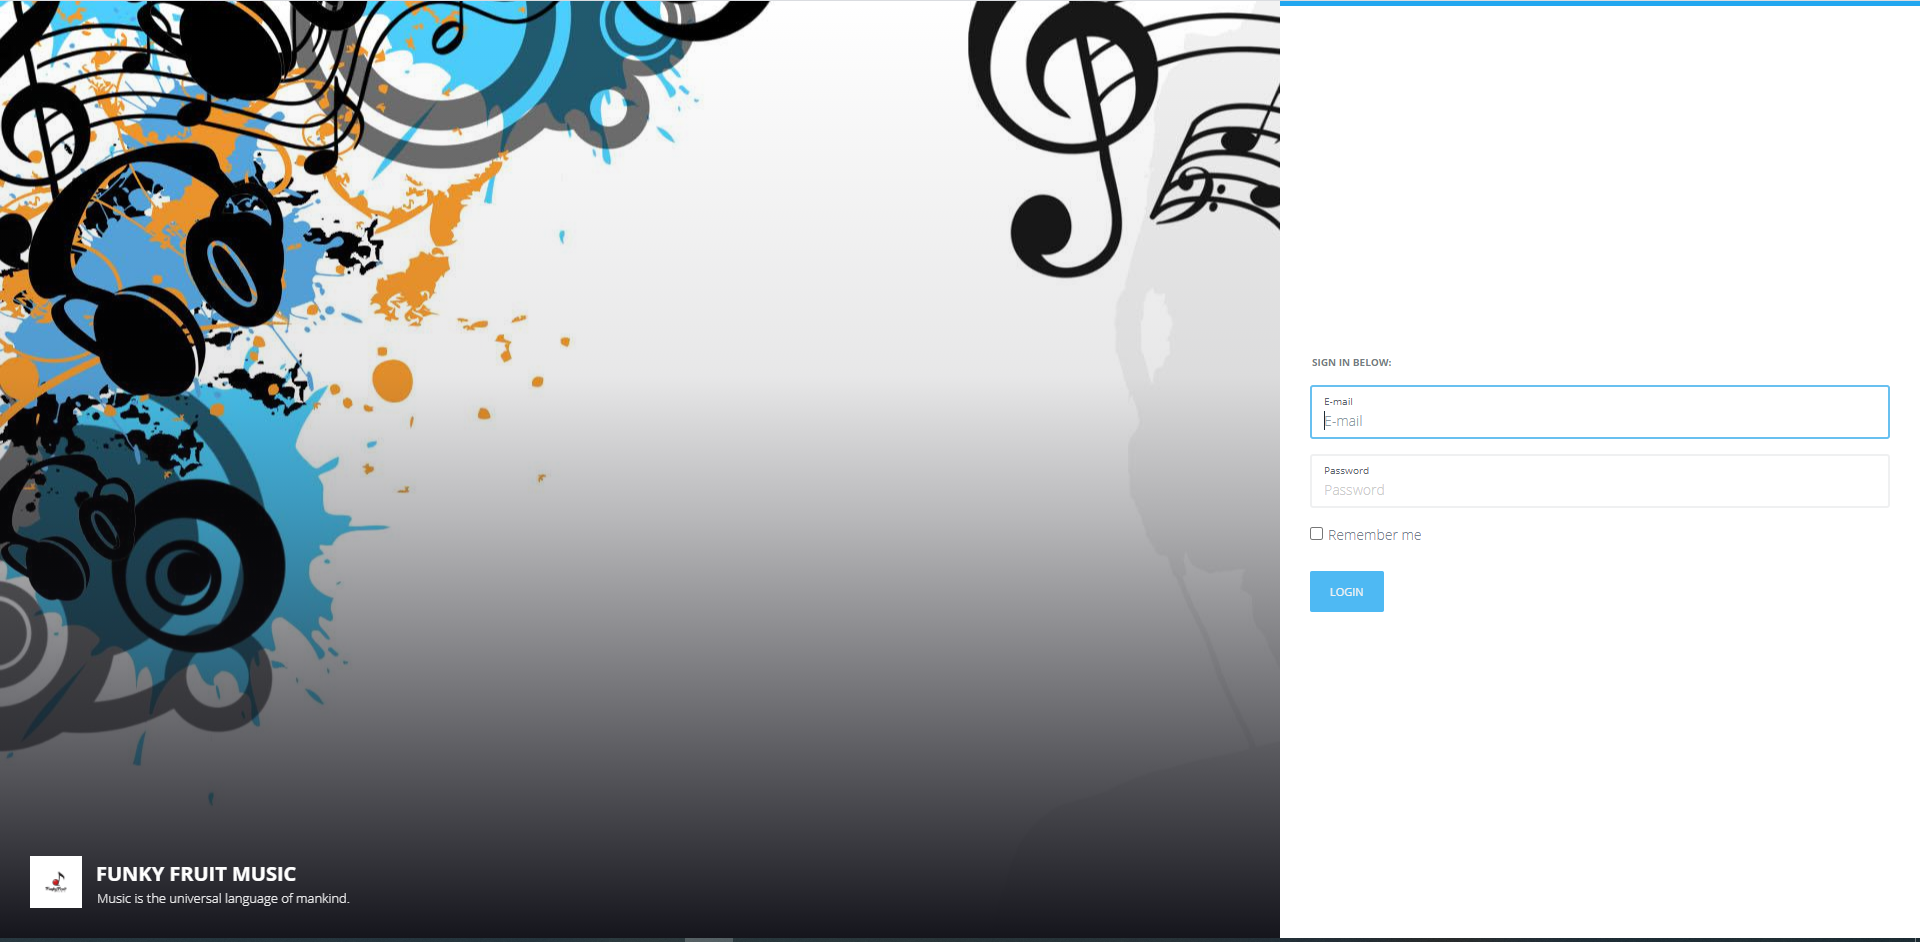 SIGN IN BELOW:
E-mail
E-mail
Password
Password
Remember me
LOGIN
FUNKY FRUIT MUSIC
Music is the universal language of mankind.